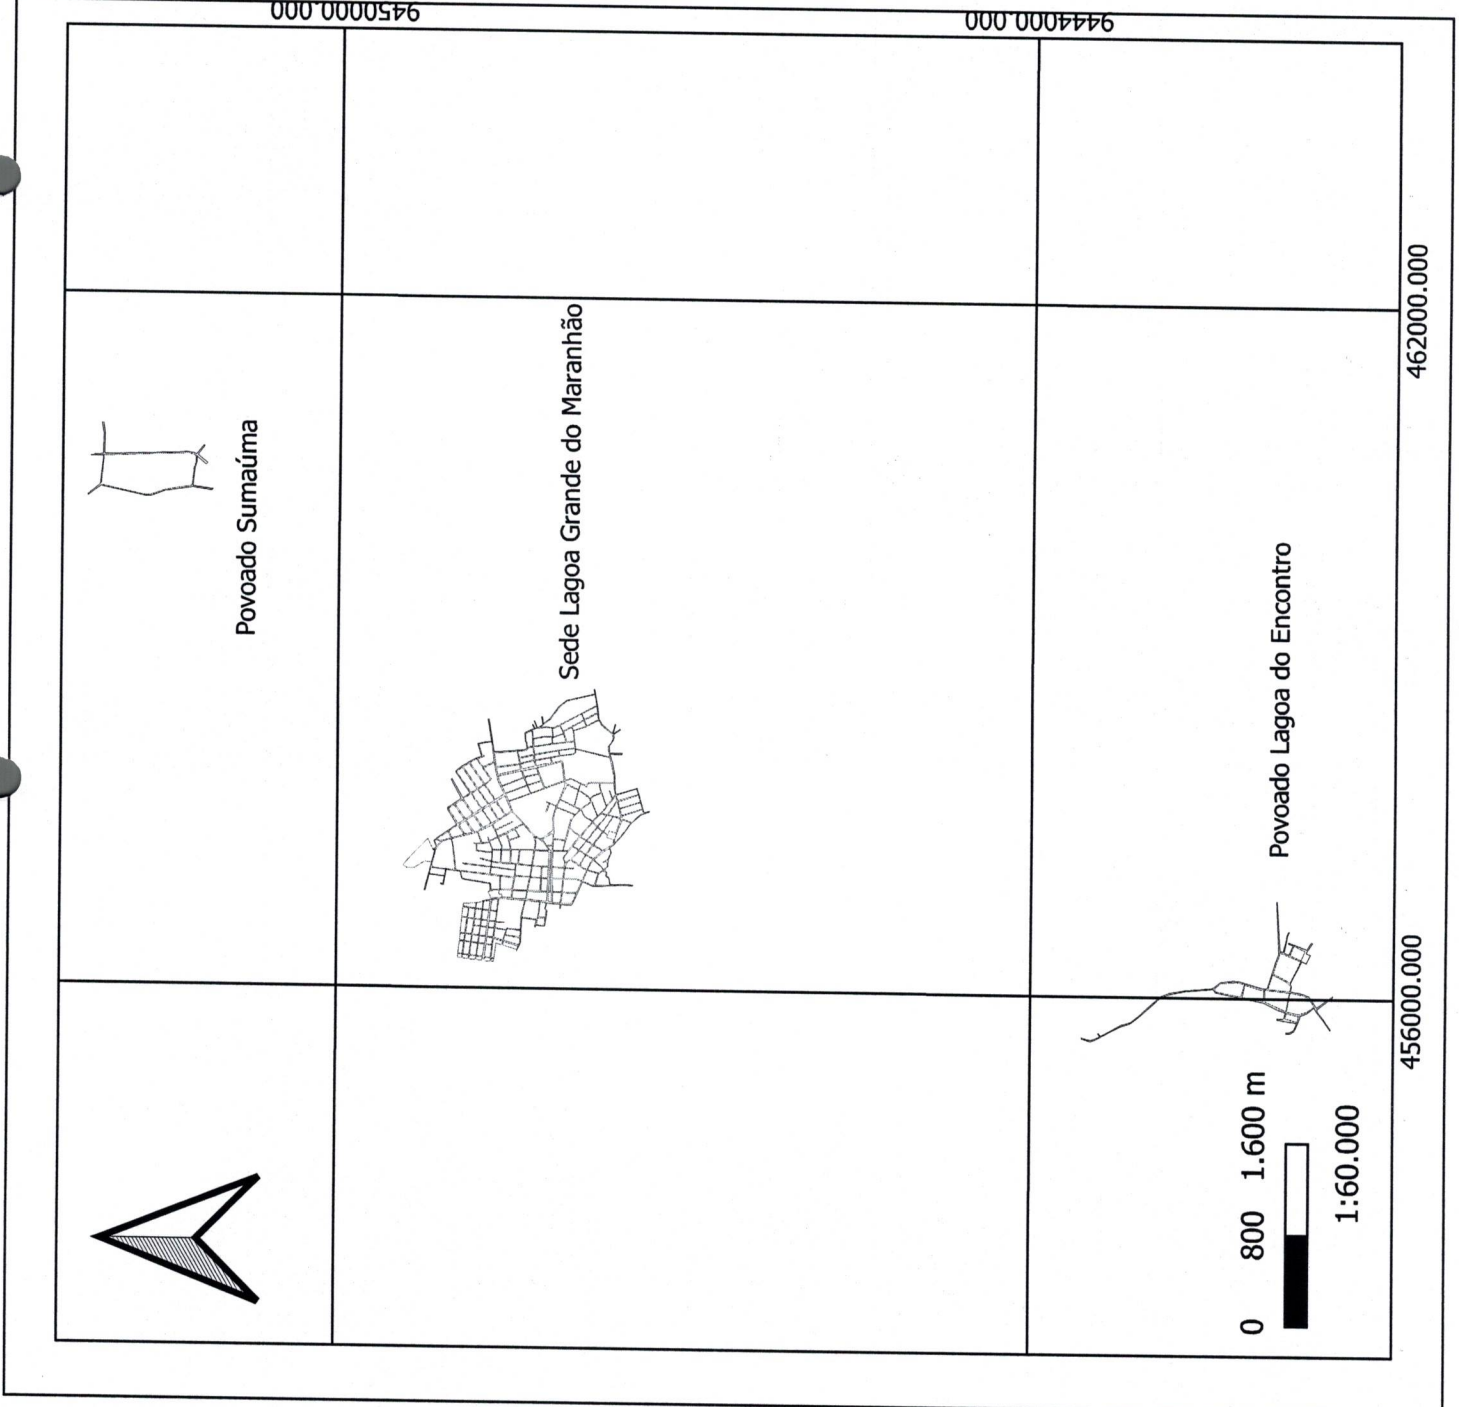 Povoado Sumaúma
9450000.000
Sede Lagoa Grande do Maranhão
9444000.000
Povoado Lagoa do Encontro
0 800 1.600 m
1:60.000
456000.000 462000.000